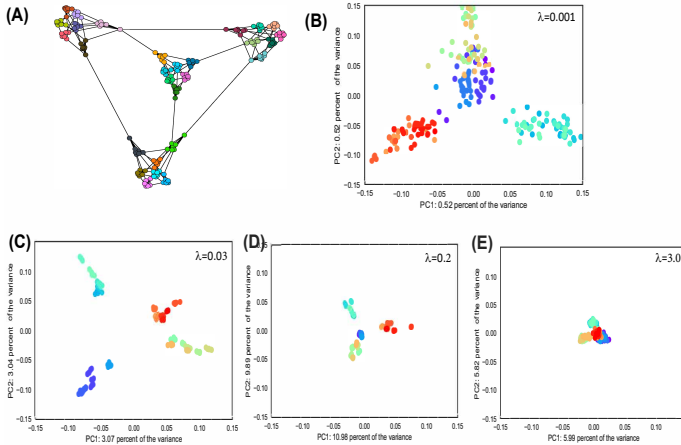 (A)
(B)
λ=0.001
PC2: 0.52 percent of the variance
0.15
0.10
0.05
0.00
−0.05
−0.10
−0.15
−0.15 −0.10 −0.05 0.00 0.05 0.10 0.15
PC1: 0.52 percent of the variance
(C)
λ=0.03
PC2: 3.04 percent of the variance
0.15
0.10
0.05
0.00
−0.05
−0.10
−0.15
−0.15 −0.10 −0.05 0.00 0.05 0.10
PC1: 3.07 percent of the variance
(D)
λ=0.2
PC2: 9.89 percent of the variance
0.15
0.10
0.05
0.00
−0.05
−0.10
−0.15
−0.10 −0.05 0.00 0.05 0.10
PC1: 10.98 percent of the variance
(E)
λ=3.0
PC2: 5.82 percent of the variance
0.15
0.10
0.05
0.00
−0.05
−0.10
−0.15
−0.10 −0.05 0.00 0.05 0.10 0.15
PC1: 5.99 percent of the variance